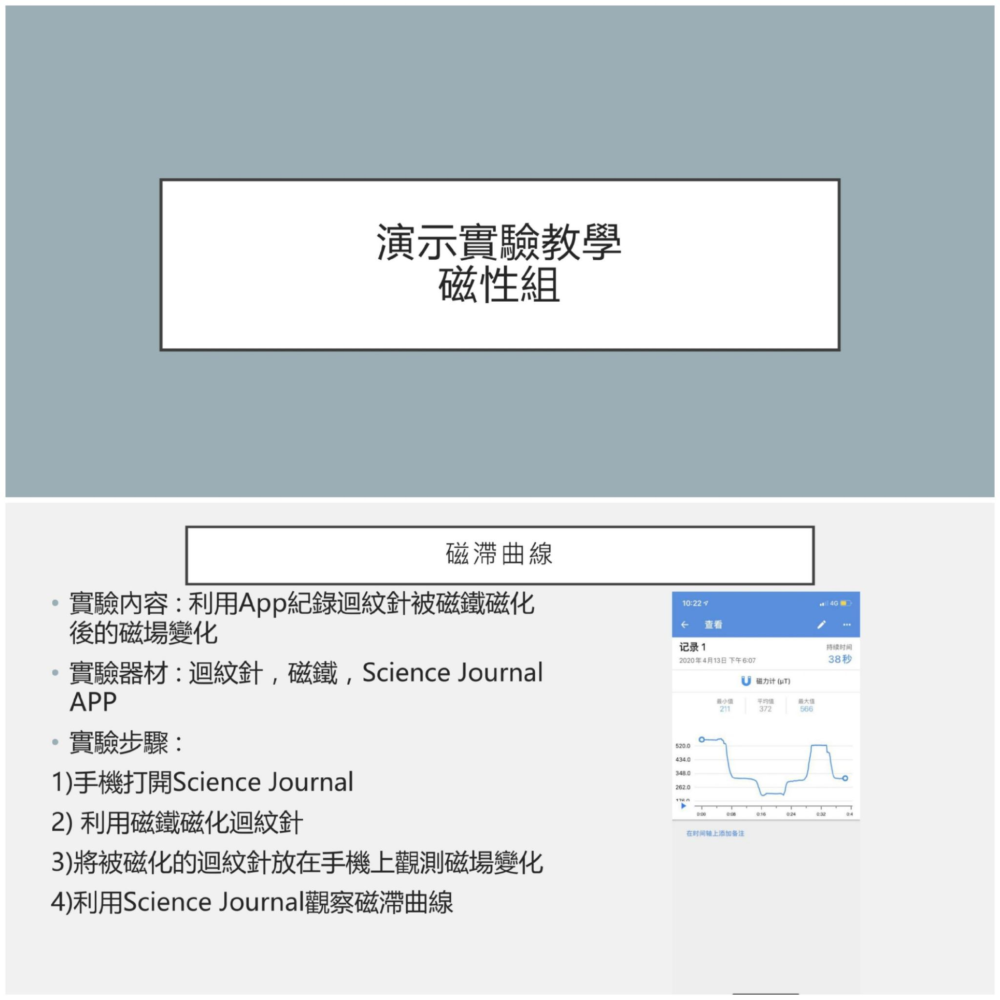 演示實驗教學
磁性組
磁滯曲線
• 實驗內容:利用App紀錄迴紋針被磁鐵磁化
後的磁場變化
• 實驗器材:迴紋針，磁鐵，Science Journal
APP
• 實驗步驟：
1)手機打開Science Journal
2) 利用磁鐵磁化迴紋針
3)將被磁化的迴紋針放在手機上觀測磁場變化
4)利用Science Journal觀察磁滯曲線
10:22 4G
查看
记录 1 持续时间
2020年4月13日 下午6:07 38秒
磁力计 (μT)
最小值 平均值 最大值
211 372 566
520.0
434.0
348.0
262.0
176.0
0:00 0:08 0:16 0:24 0:32 0:4
在时间轴上添加备注